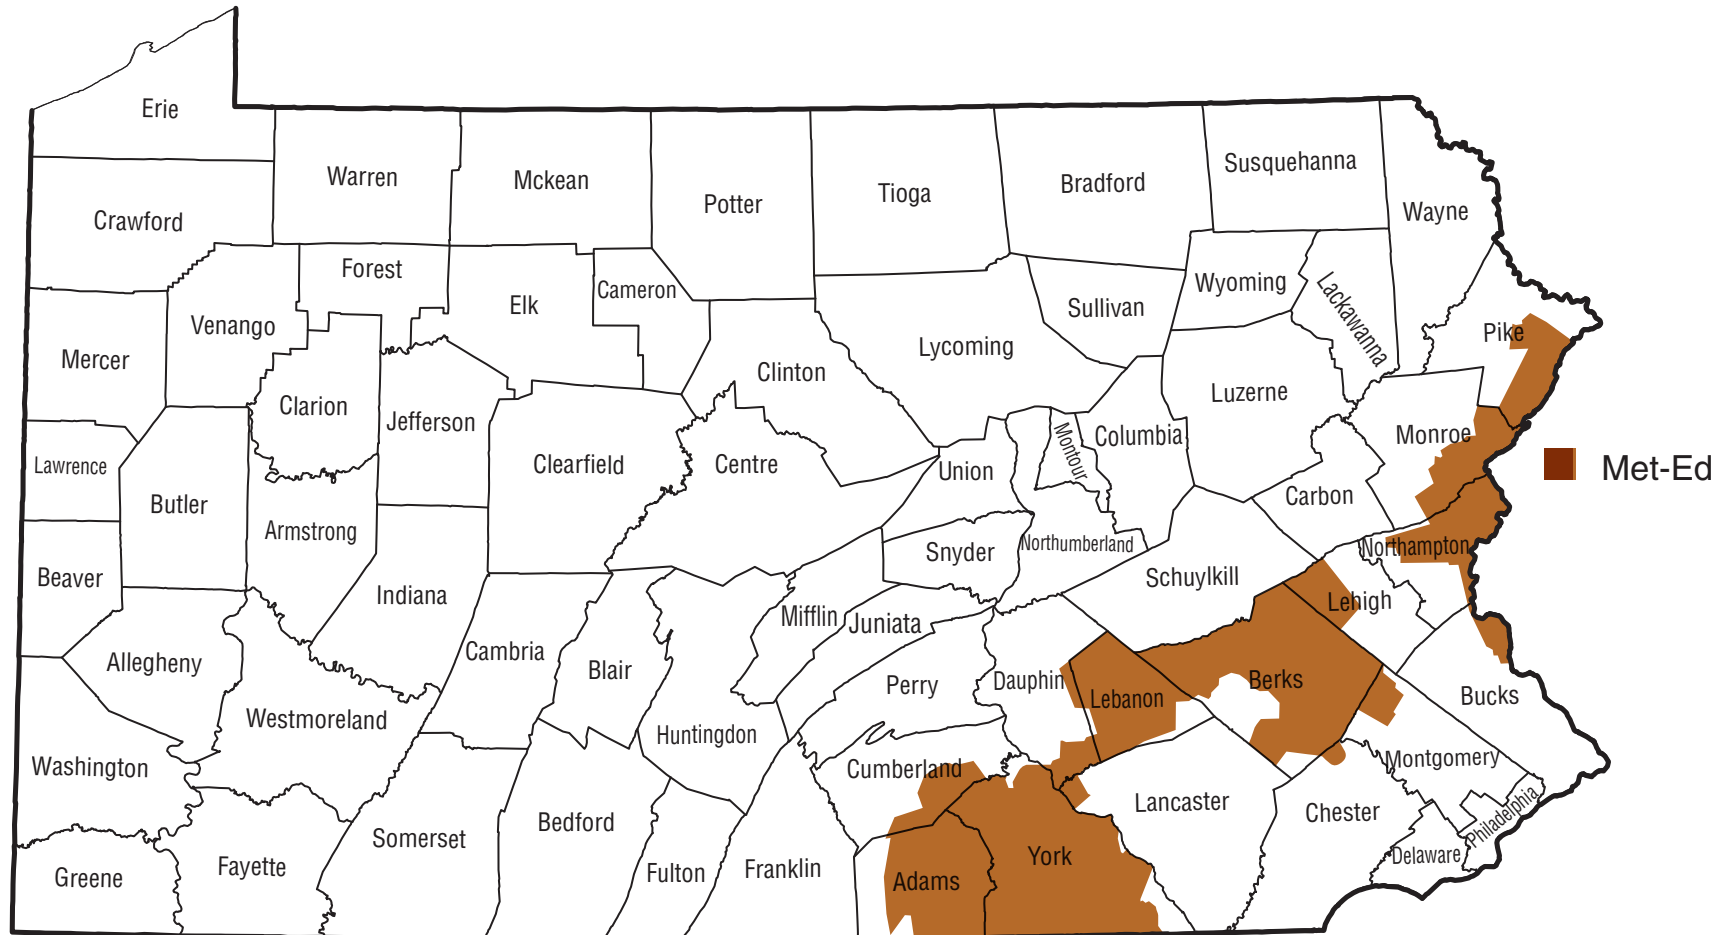 Erie
Warren
Mckean
Potter
Tioga
Bradford
Susquehanna
Wayne
Crawford
Forest
Elk
Cameron
Wyoming
Lackawanna
Sullivan
Venango
Pike
Mercer
Clinton
Lycoming
Luzerne
Clarion
Jefferson
Monroe
Columbia
Montour
Lawrence
Clearfield
Centre
Union
Met-Ed
Butler
Carbon
Armstrong
Snyder
Northumberland
Northampton
Beaver
Schuylkill
Indiana
Lehigh
Mifflin
Juniata
Cambria
Allegheny
Blair
Perry
Dauphin
Lebanon
Berks
Bucks
Westmoreland
Huntingdon
Washington
Cumberland
Montgomery
Lancaster
Chester
Philadelphia
Bedford
Somerset
York
Delaware
Greene
Fayette
Fulton
Franklin
Adams